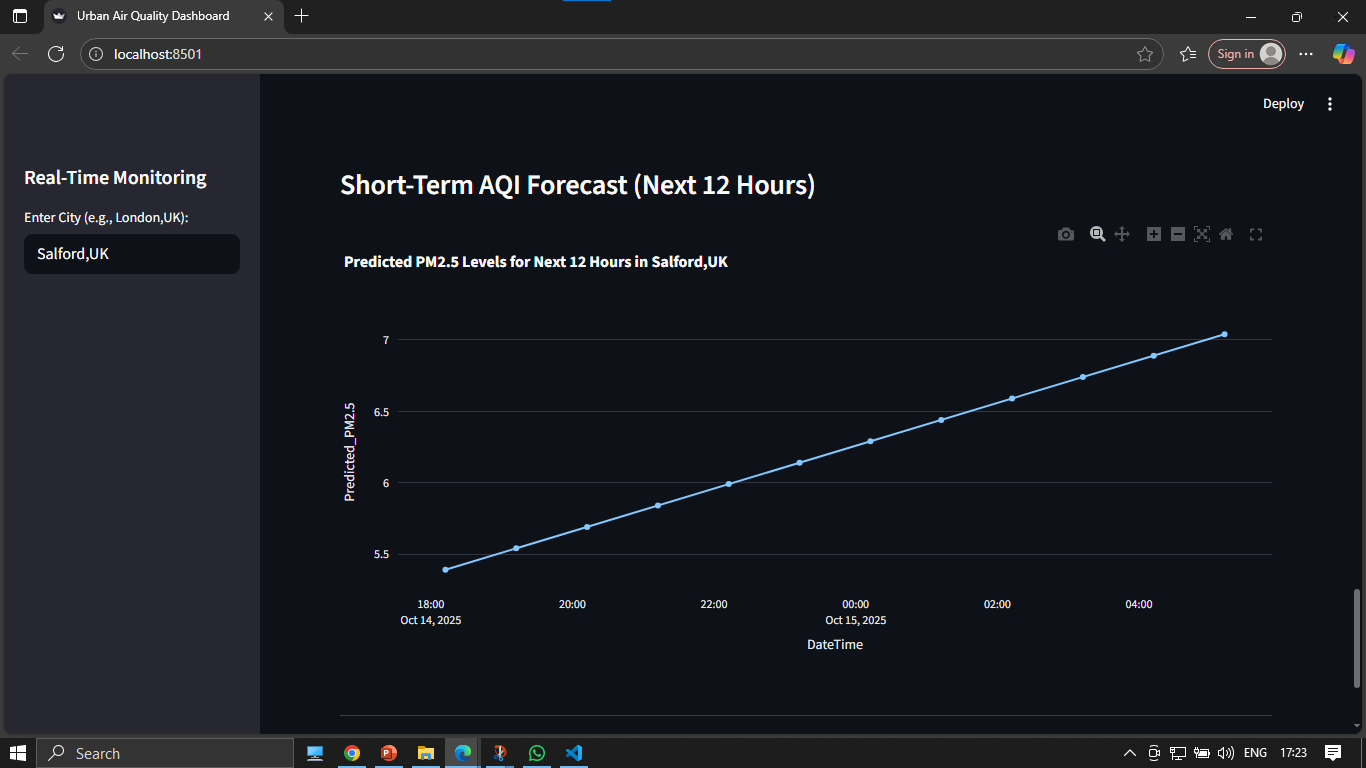 Urban Air Quality Dashboard
localhost:8501
Sign in
Deploy
Real-Time Monitoring
Enter City (e.g., London,UK):
Salford,UK
Short-Term AQI Forecast (Next 12 Hours)
Predicted PM2.5 Levels for Next 12 Hours in Salford,UK
7
6.5
6
5.5
Predicted_PM2.5
18:00 20:00 22:00 00:00 02:00 04:00
Oct 14, 2025 Oct 15, 2025
DateTime
Search
ENG 17:23